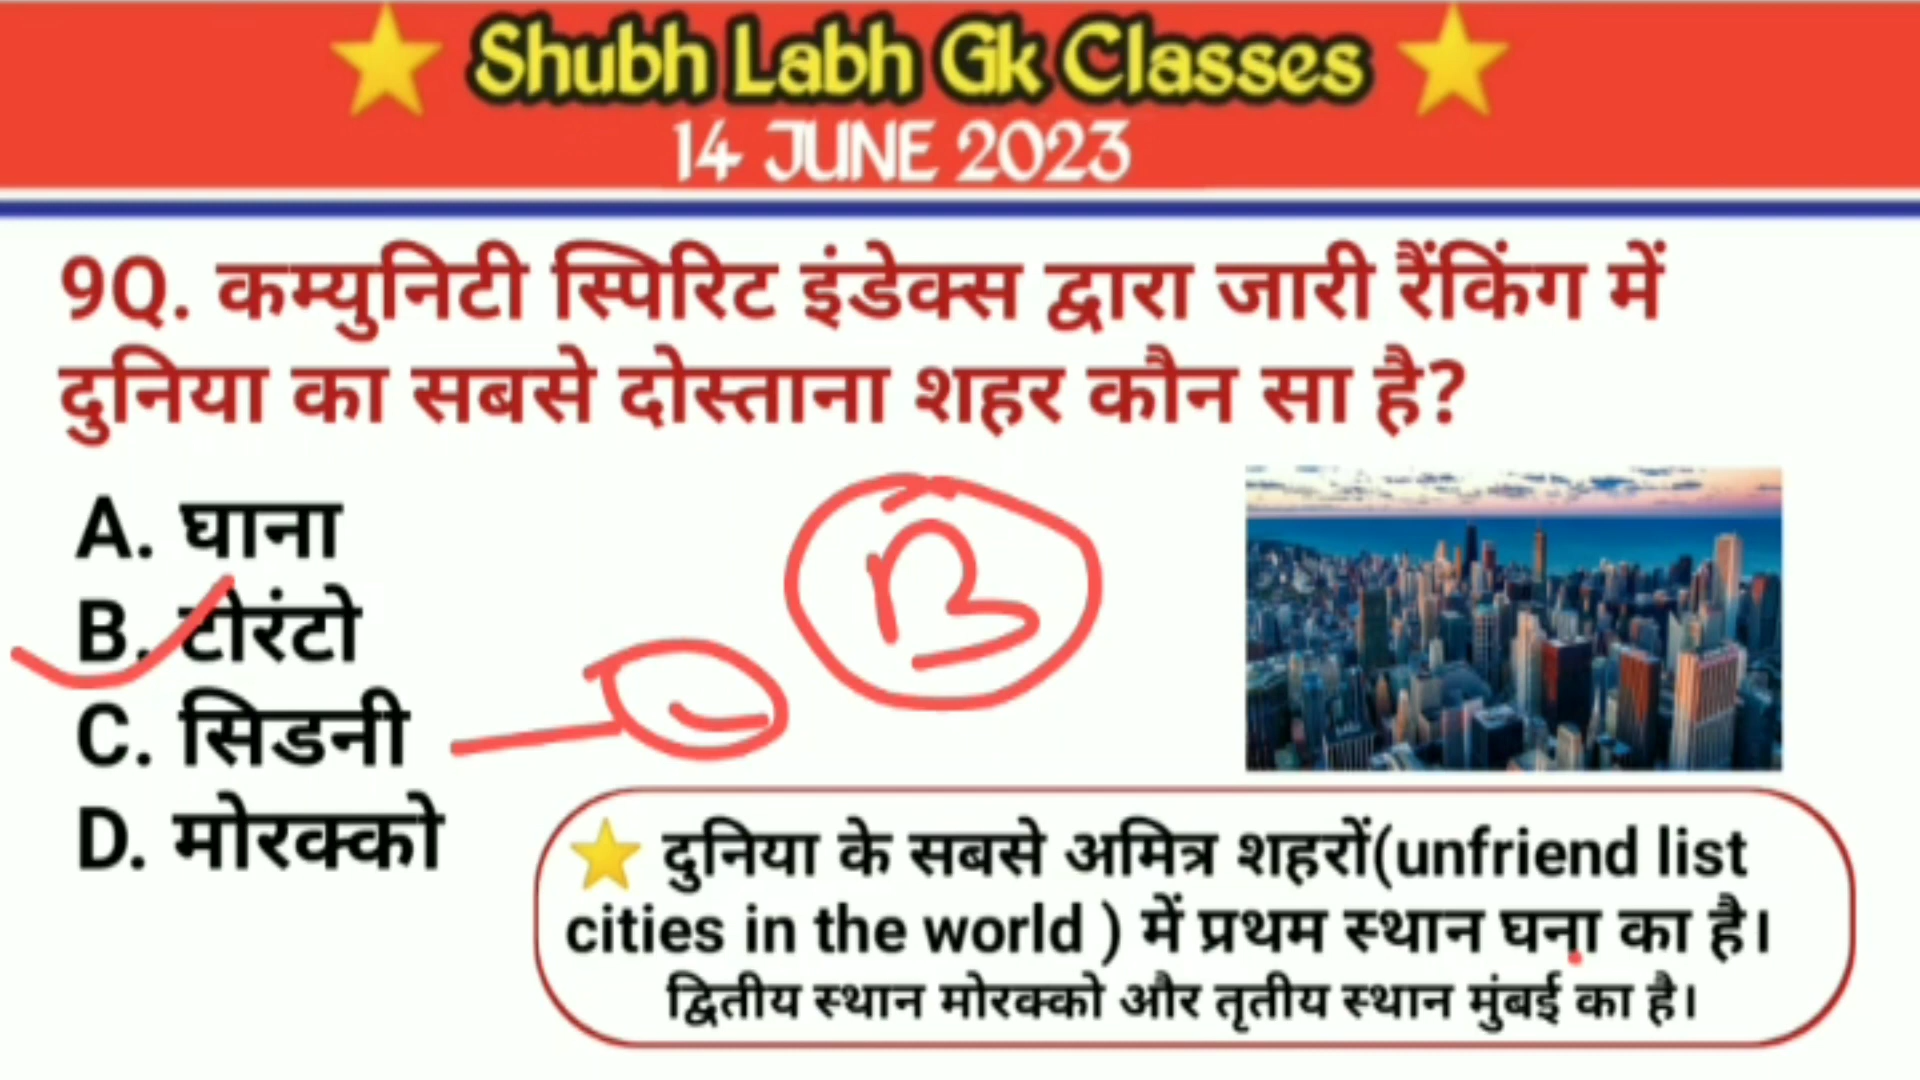 Shubh Labh Gk Classes
14 JUNE 2023
9Q. कम्युनिटी स्पिरिट इंडेक्स द्वारा जारी रैंकिंग में
दुनिया का सबसे दोस्ताना शहर कौन सा है?
A. घाना
B. टोरंटो
C. सिडनी
D. मोरक्को
B
दुनिया के सबसे अमित्र शहरों(unfriend list
cities in the world ) में प्रथम स्थान घना का है।
द्वितीय स्थान मोरक्को और तृतीय स्थान मुंबई का है।